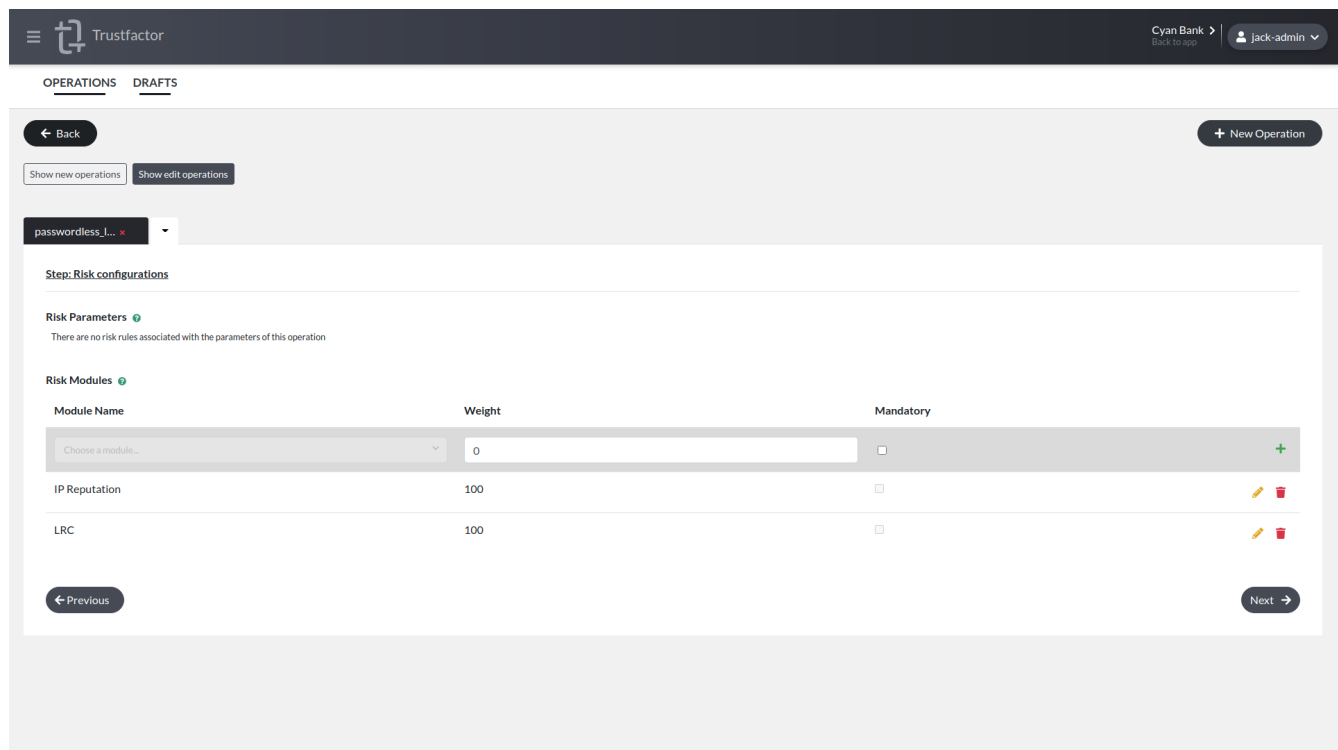 Trustfactor
Cyan Bank
Back to app
jack-admin
OPERATIONS DRAFTS
Back
New Operation
Show new operations Show edit operations
passwordless_l... ×
Step: Risk configurations
Risk Parameters ?
There are no risk rules associated with the parameters of this operation
Risk Modules ?
Module Name Weight Mandatory
Choose a module... 0
IP Reputation 100
LRC 100
Previous Next